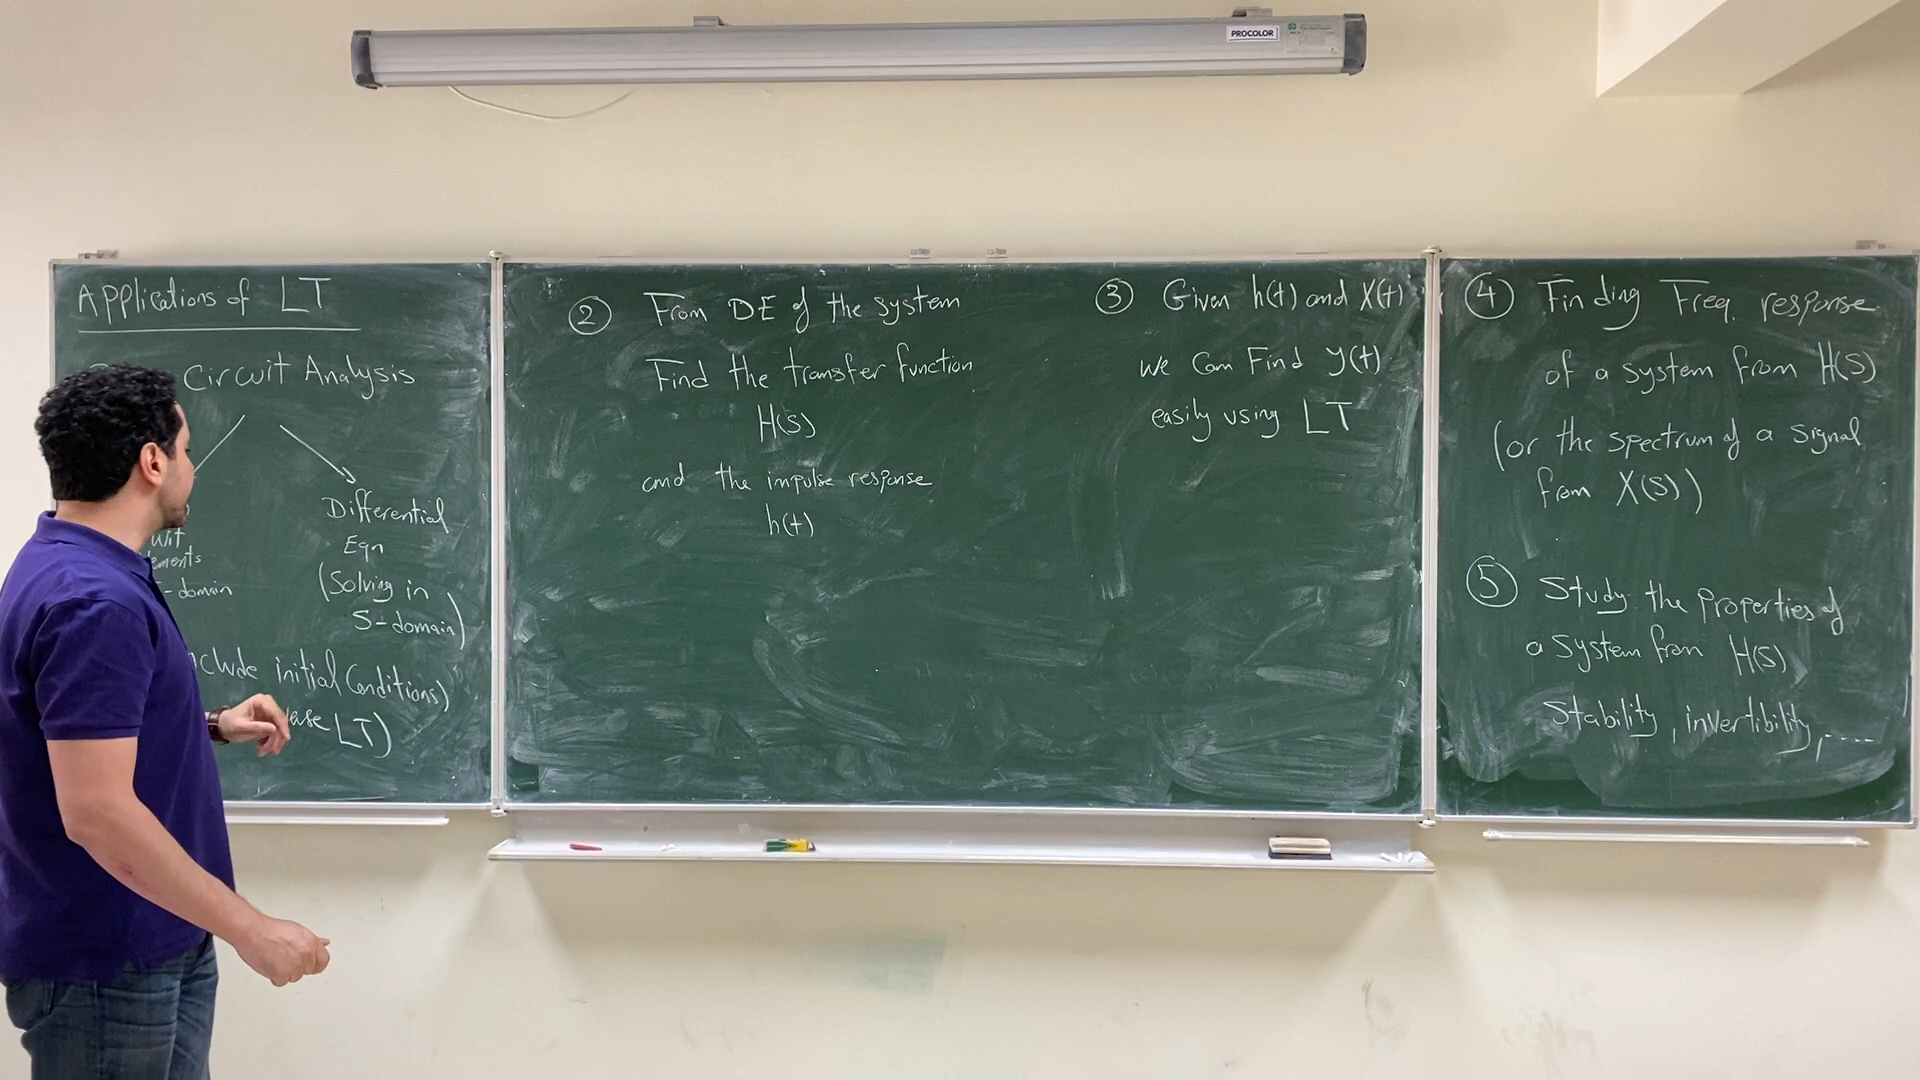 PROCOLOR
Applications of LT
Circuit Analysis
Differential
Eqn
(Solving in
S-domain)
domain
initial Conditions)
LT)
② From DE of the system
Find the transfer function
H(S)
and the impulse response
h(t)
③ Given h(t) and X(t)
we Can Find y(t)
easily using LT
④ Finding Freq. response
of a system from H(S)
(or the spectrum of a signal
from X(S))
⑤ Study the Properties of
a System from H(S)
Stability, invertibility, ....